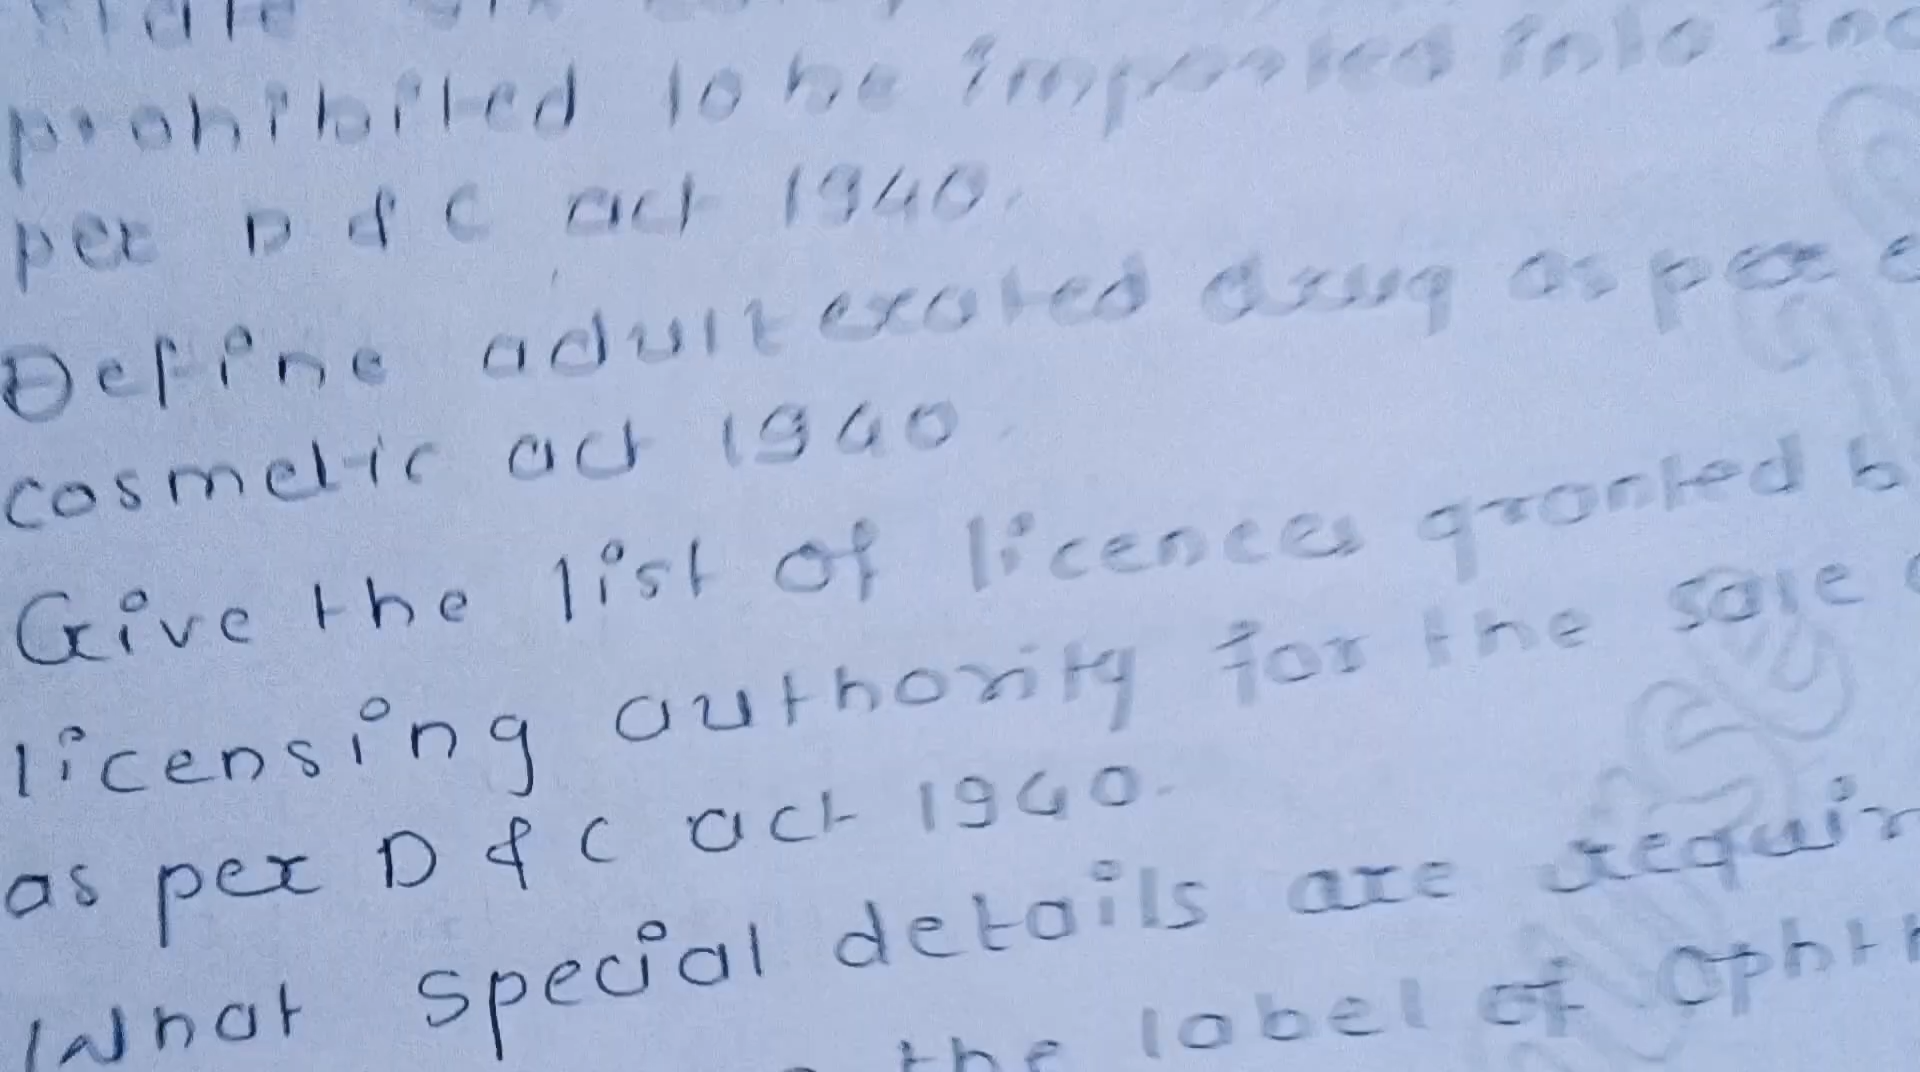 prohibited to be imported into
per D & C act 1940.
Define adulterated drug as per
cosmetic act 1940.
Give the list of licences granted
licensing authority for the sale
as per D & C act 1940.
What special details are
the label of